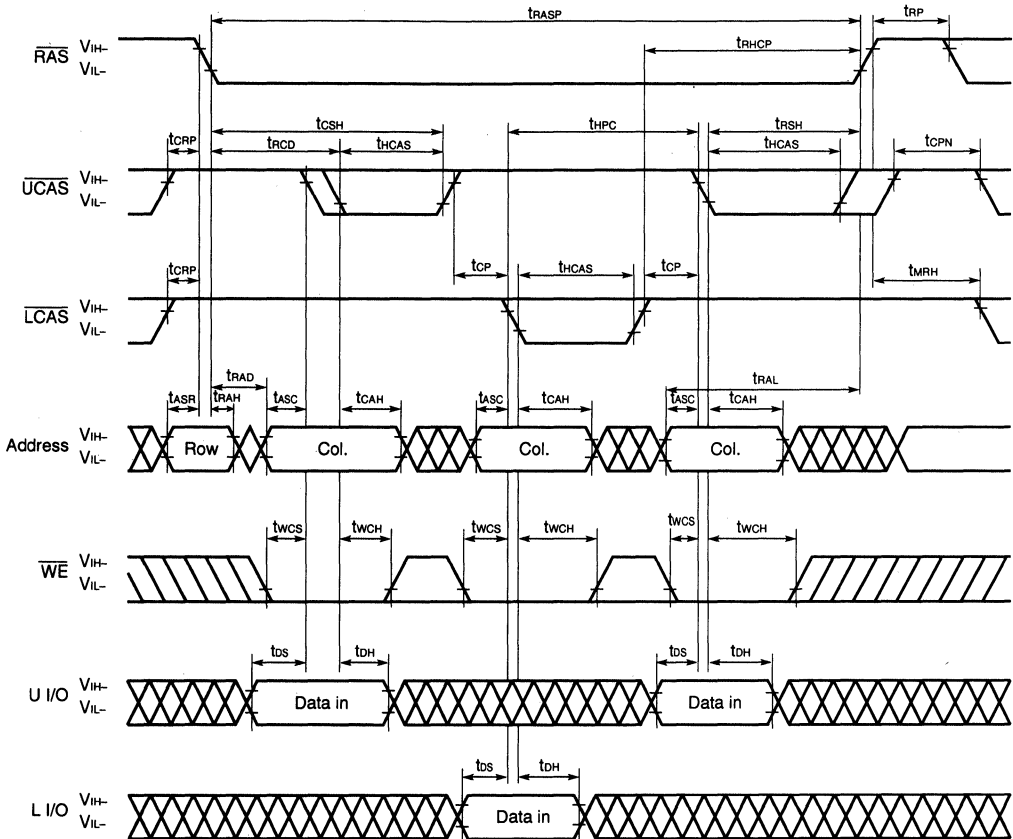 tRASP
tRP
RAS VIH–
VIL–
tRHCP
tCSH
tHPC
tRSH
tCRP
tRCD
tHCAS
tHCAS
tCPN
UCAS VIH–
VIL–
tCRP
tCP
tHCAS
tCP
tMRH
LCAS VIH–
VIL–
tRAD
tRAL
tASR
tRAH
tASC
tCAH
tASC
tCAH
tASC
tCAH
Address VIH–
VIL–
Row
Col.
Col.
Col.
tWCS
tWCH
tWCS
tWCH
tWCS
tWCH
WE VIH–
VIL–
tDS
tDH
tDS
tDH
U I/O VIH–
VIL–
Data in
Data in
tDS
tDH
L I/O VIH–
VIL–
Data in